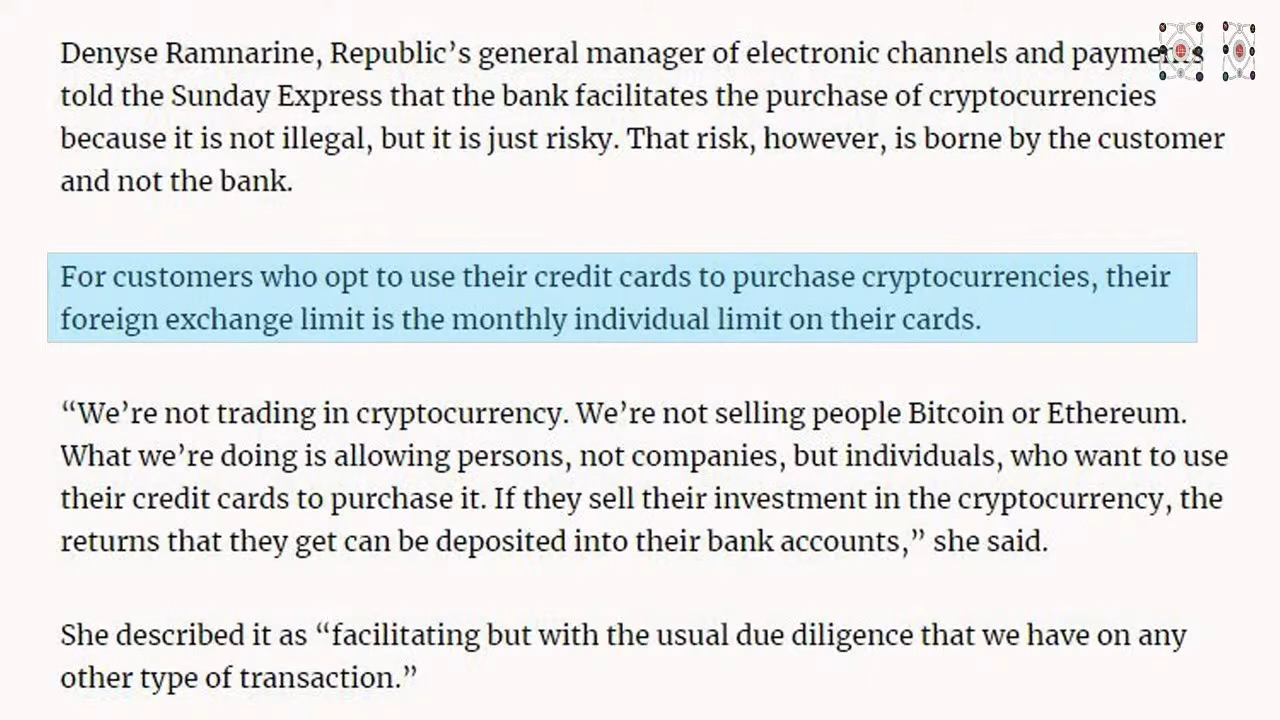 Denyse Ramnarine, Republic’s general manager of electronic channels and payments
told the Sunday Express that the bank facilitates the purchase of cryptocurrencies
because it is not illegal, but it is just risky. That risk, however, is borne by the customer
and not the bank.
For customers who opt to use their credit cards to purchase cryptocurrencies, their
foreign exchange limit is the monthly individual limit on their cards.
“We’re not trading in cryptocurrency. We’re not selling people Bitcoin or Ethereum.
What we’re doing is allowing persons, not companies, but individuals, who want to use
their credit cards to purchase it. If they sell their investment in the cryptocurrency, the
returns that they get can be deposited into their bank accounts,” she said.
She described it as “facilitating but with the usual due diligence that we have on any
other type of transaction.”